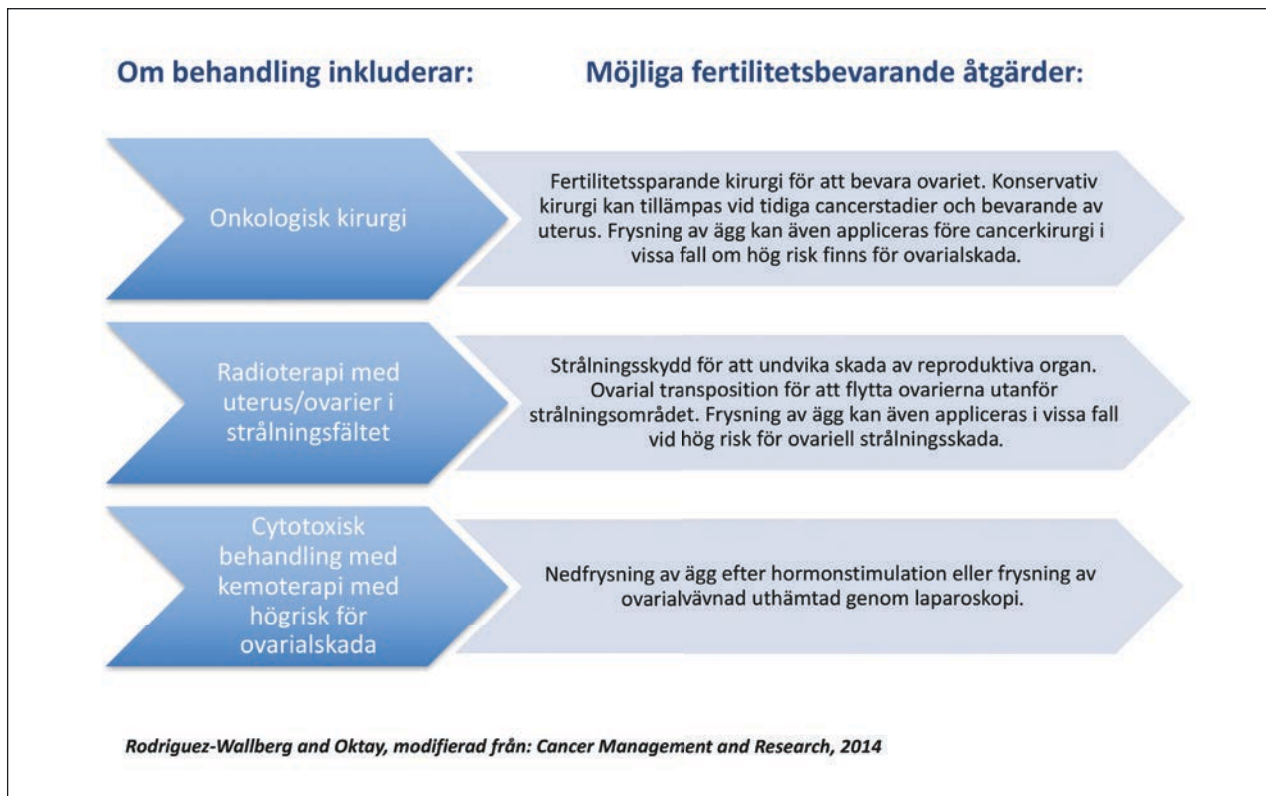 Om behandling inkluderar:
Möjliga fertilitetsbevarande åtgärder:
Onkologisk kirurgi
Fertilitetssparande kirurgi för att bevara ovariet. Konservativ
kirurgi kan tillämpas vid tidiga cancerstadier och bevarande av
uterus. Frysning av ägg kan även appliceras före cancerkirurgi i
vissa fall om hög risk finns för ovarialskada.
Radioterapi med
uterus/ovarier i
strålningsfältet
Strålningsskydd för att undvika skada av reproduktiva organ.
Ovarial transposition för att flytta ovarierna utanför
strålningsområdet. Frysning av ägg kan även appliceras i vissa fall
vid hög risk för ovariell strålningsskada.
Cytotoxisk
behandling med
kemoterapi med
högrisk för
ovarialskada
Nedfrysning av ägg efter hormonstimulation eller frysning av
ovarialvävnad uthämtad genom laparoskopi.
Rodriguez-Wallberg and Oktay, modifierad från: Cancer Management and Research, 2014